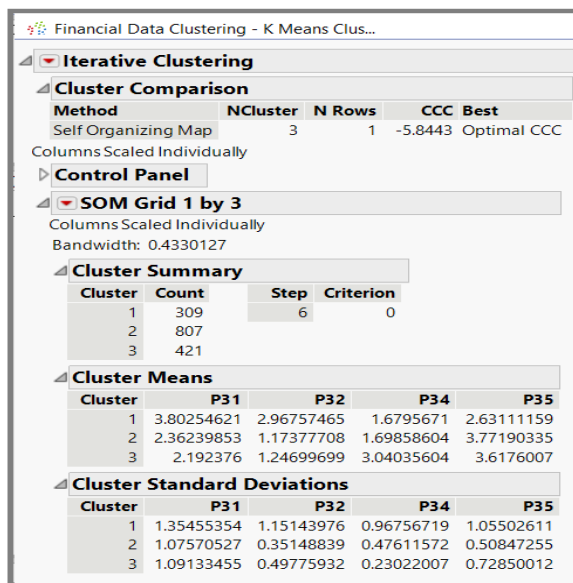 Financial Data Clustering - K Means Clus...
Iterative Clustering
Cluster Comparison
Method NCluster N Rows CCC Best
Self Organizing Map 3 1 -5.8443 Optimal CCC
Columns Scaled Individually
Control Panel
SOM Grid 1 by 3
Columns Scaled Individually
Bandwidth: 0.4330127
Cluster Summary
Cluster Count Step Criterion
1 309 6 0
2 807
3 421
Cluster Means
Cluster P31 P32 P34 P35
1 3.80254621 2.96757465 1.6795671 2.63111159
2 2.36239853 1.17377708 1.69858604 3.77190335
3 2.192376 1.24699699 3.04035604 3.6176007
Cluster Standard Deviations
Cluster P31 P32 P34 P35
1 1.35455354 1.15143976 0.96756719 1.05502611
2 1.07570527 0.35148839 0.47611572 0.50847255
3 1.09133455 0.49775932 0.23022007 0.72850012